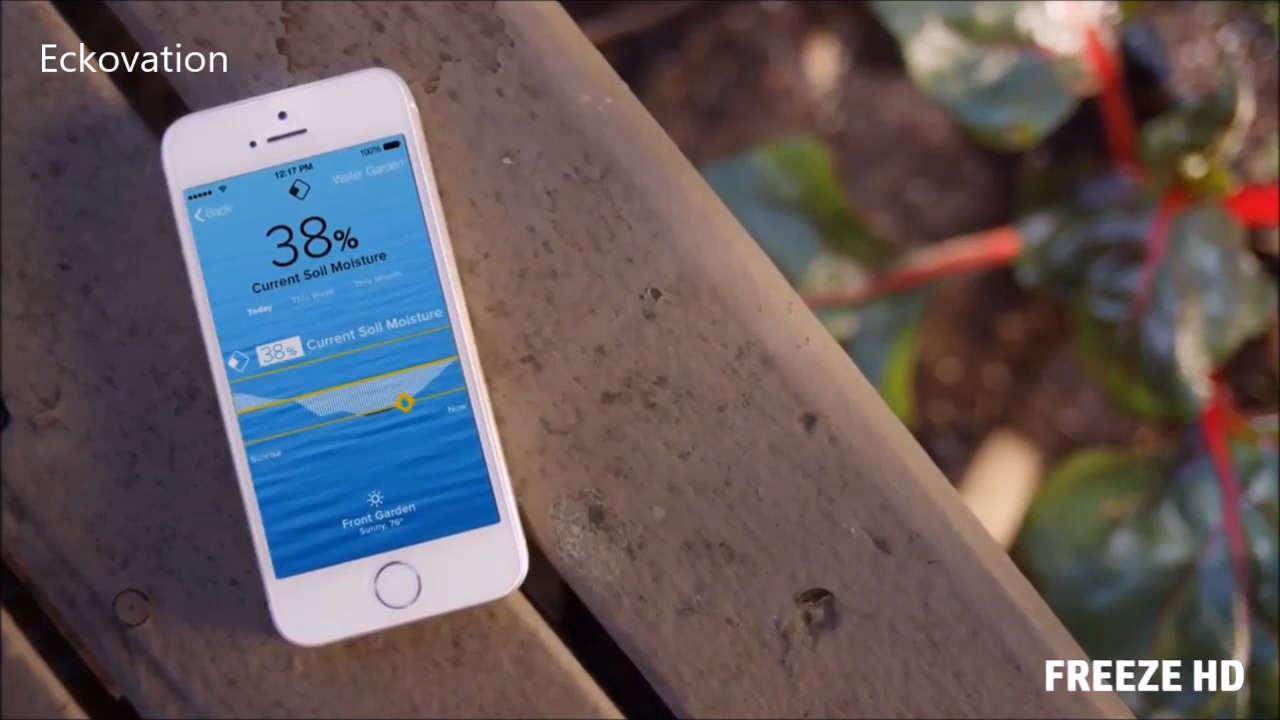 Eckovation
12:17 PM
100%
Back
Water Garden
38%
Current Soil Moisture
Today This Week This Month
38% Current Soil Moisture
Now
Sunrise
Front Garden
Sunny, 76°
FREEZE HD